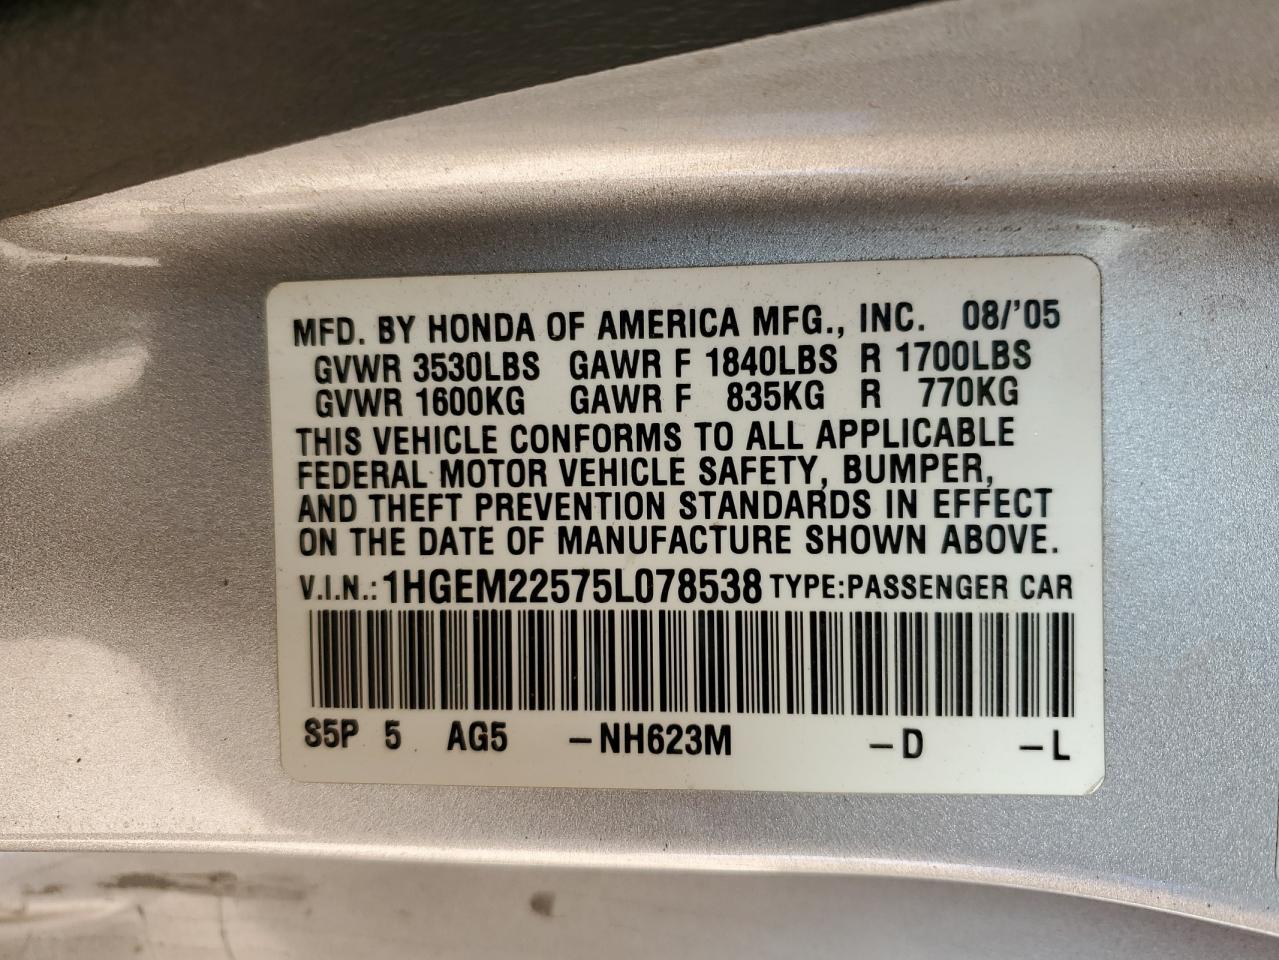 MFD. BY HONDA OF AMERICA MFG., INC. 08/'05
GVWR 3530LBS GAWR F 1840LBS R 1700LBS
GVWR 1600KG GAWR F 835KG R 770KG
THIS VEHICLE CONFORMS TO ALL APPLICABLE
FEDERAL MOTOR VEHICLE SAFETY, BUMPER,
AND THEFT PREVENTION STANDARDS IN EFFECT
ON THE DATE OF MANUFACTURE SHOWN ABOVE.
V.I.N.: 1HGEM22575L078538 TYPE:PASSENGER CAR
S5P 5 AG5 –NH623M –D –L